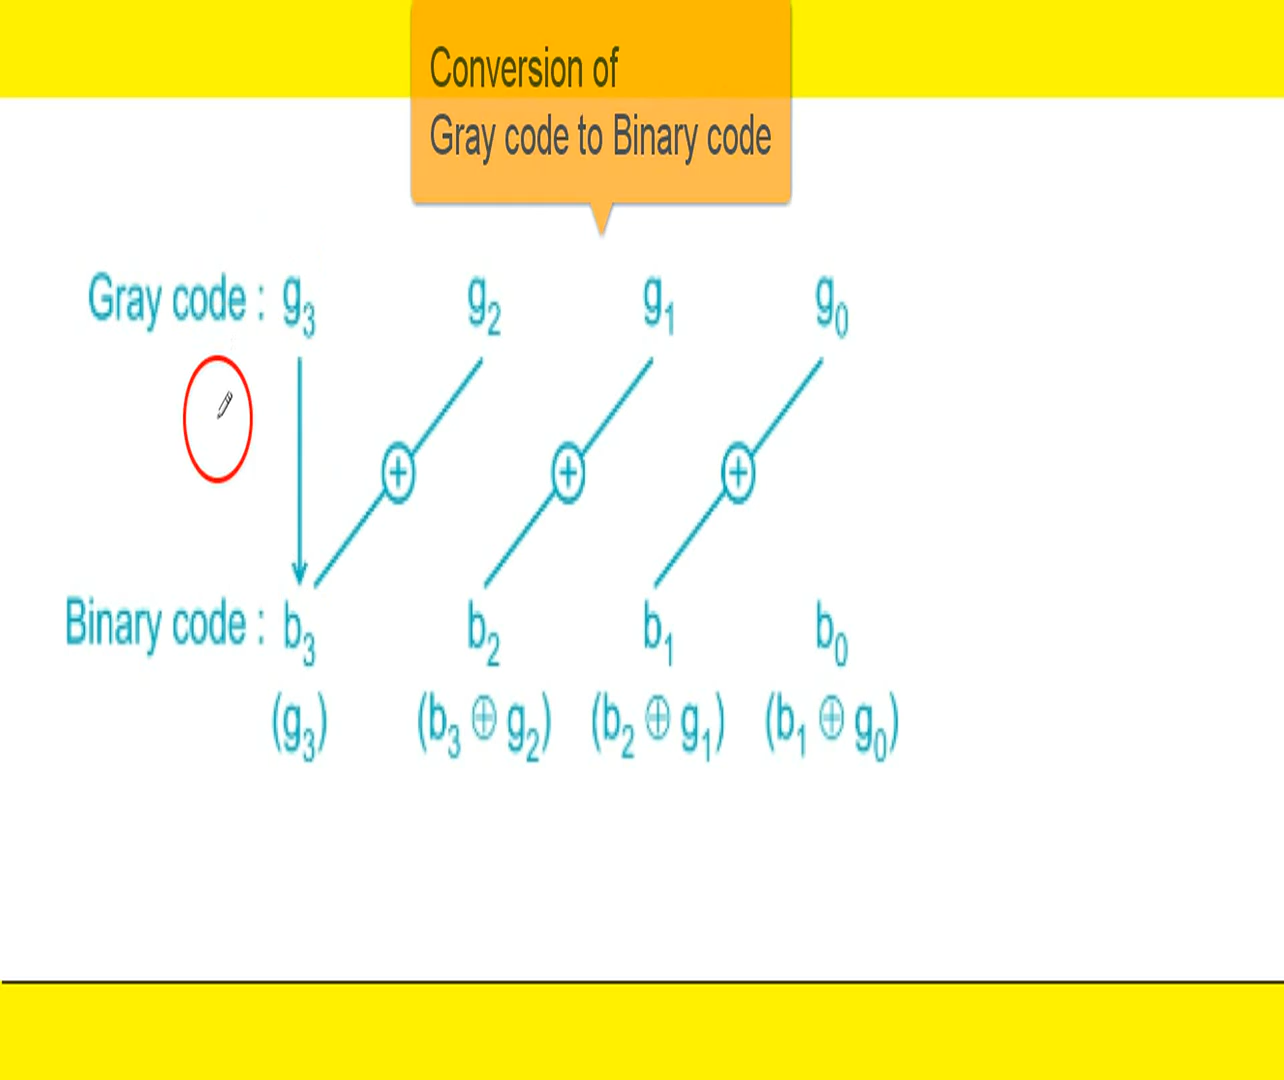 Conversion of
Gray code to Binary code
Gray code : g₃ g₂ g₁ g₀
Binary code : b₃ b₂ b₁ b₀
(g₃) (b₃ ⊕ g₂) (b₂ ⊕ g₁) (b₁ ⊕ g₀)